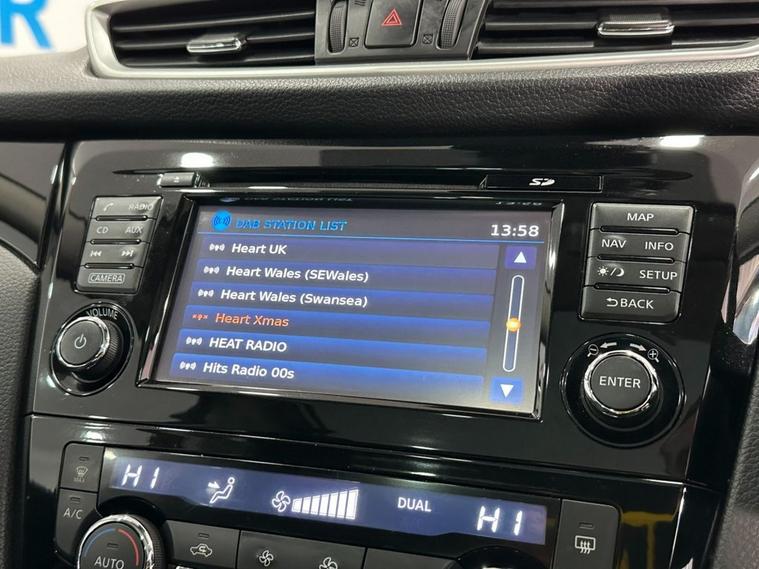 R
RADIO
CD AUX
CAMERA
VOLUME
SD
DAB STATION LIST
13:58
Heart UK
Heart Wales (SEWales)
Heart Wales (Swansea)
Heart Xmas
HEAT RADIO
Hits Radio 00s
MAP
NAV INFO
SETUP
BACK
ENTER
HI
DUAL
HI
MAX
A/C
AUTO